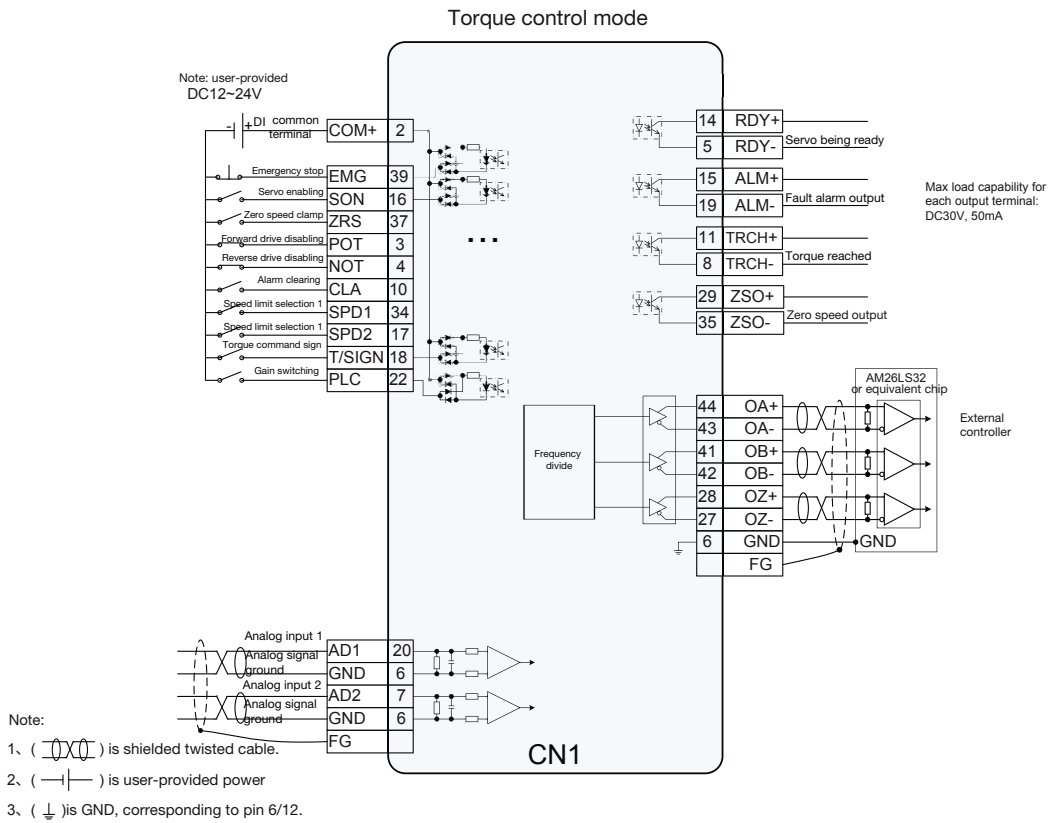 Torque control mode
Note: user-provided
DC12~24V
- + DI common terminal COM+ 2
Emergency stop EMG 39
Servo enabling SON 16
Zero speed clamp ZRS 37
Forward drive disabling POT 3
Reverse drive disabling NOT 4
Alarm clearing CLA 10
Speed limit selection 1 SPD1 34
Speed limit selection 1 SPD2 17
Torque command sign T/SIGN 18
Gain switching PLC 22
...
14 RDY+
5 RDY- Servo being ready
15 ALM+
19 ALM- Fault alarm output
11 TRCH+
8 TRCH- Torque reached
29 ZSO+
35 ZSO- Zero speed output
Max load capability for
each output terminal:
DC30V, 50mA
Frequency
divide
AM26LS32
or equivalent chip
44 OA+
43 OA-
41 OB+
42 OB-
28 OZ+
27 OZ-
6 GND GND
FG
External
controller
Analog input 1 AD1 20
Analog signal ground GND 6
Analog input 2 AD2 7
Analog signal ground GND 6
FG
CN1
Note:
1、( ) is shielded twisted cable.
2、( ) is user-provided power
3、( )is GND, corresponding to pin 6/12.